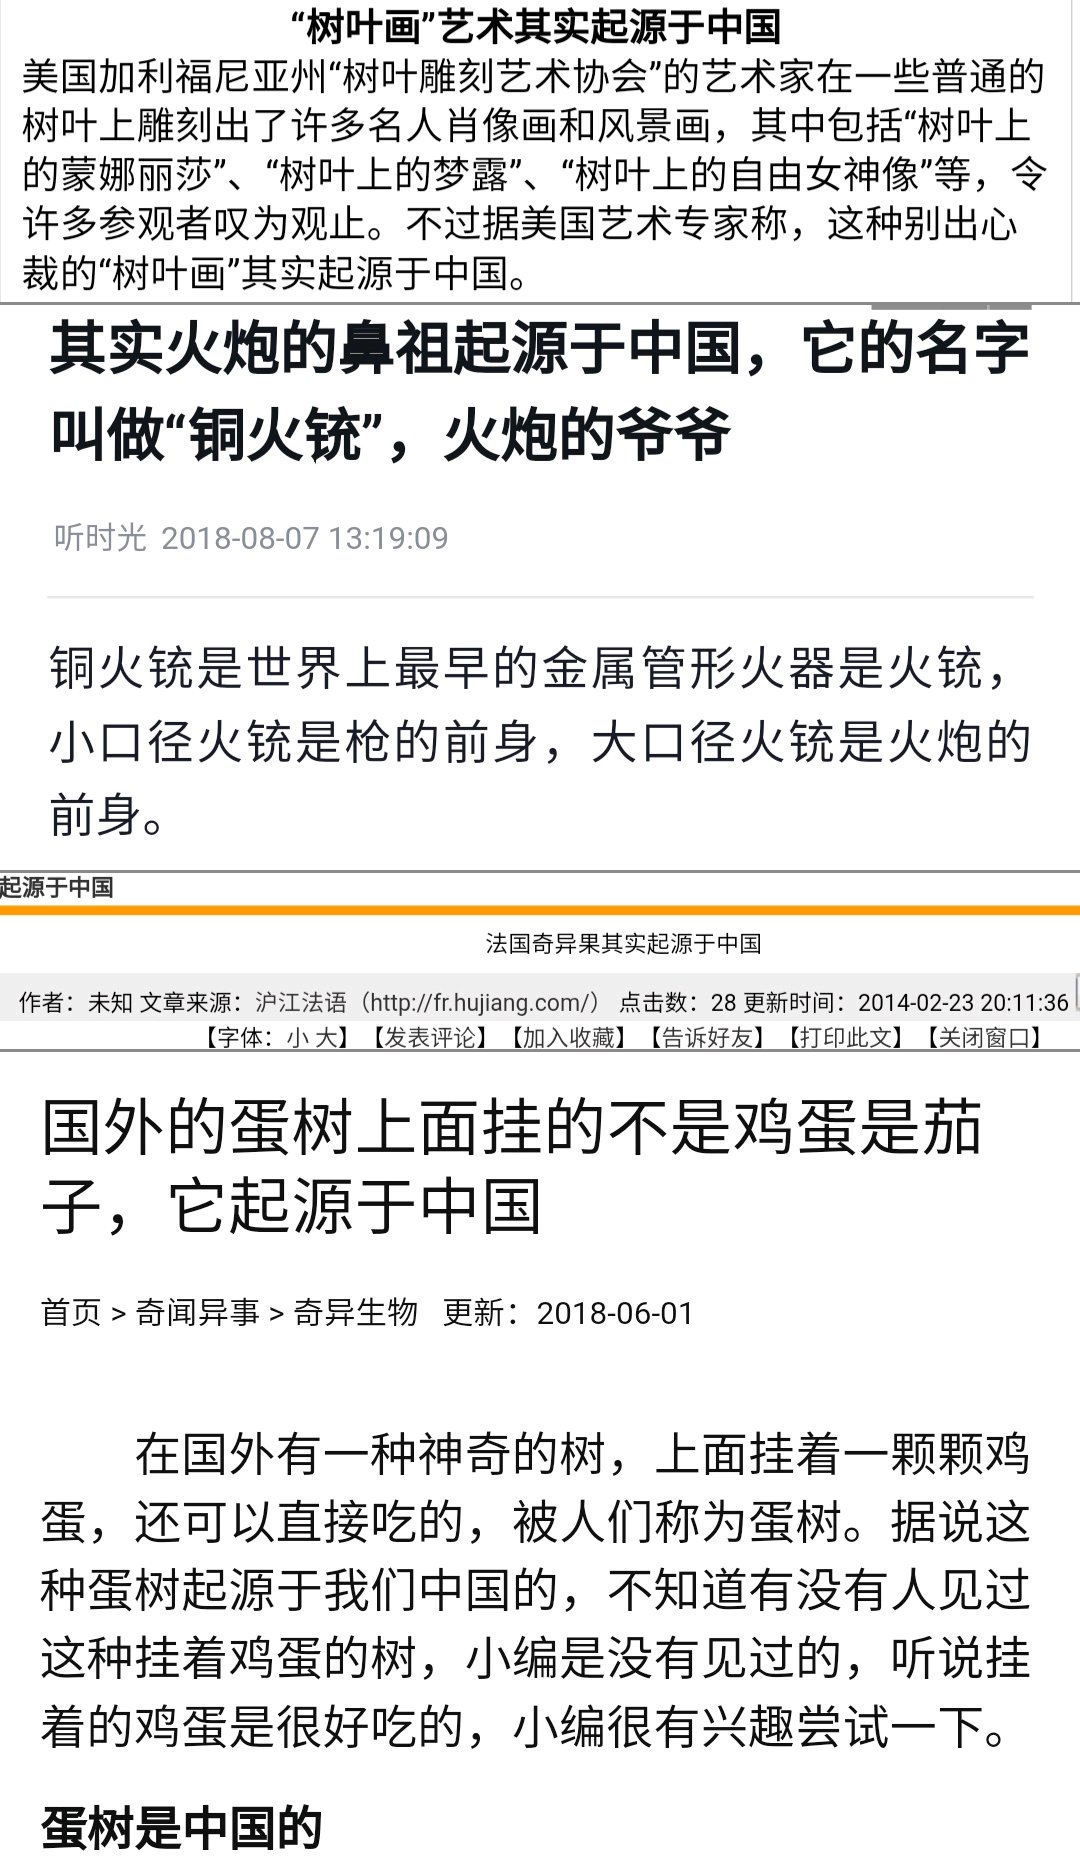 “树叶画”艺术其实起源于中国
美国加利福尼亚州“树叶雕刻艺术协会”的艺术家在一些普通的
树叶上雕刻出了许多名人肖像画和风景画，其中包括“树叶上
的蒙娜丽莎”、“树叶上的梦露”、“树叶上的自由女神像”等，令
许多参观者叹为观止。不过据美国艺术专家称，这种别出心
裁的“树叶画”其实起源于中国。
其实火炮的鼻祖起源于中国，它的名字
叫做“铜火铳”，火炮的爷爷
听时光 2018-08-07 13:19:09
铜火铳是世界上最早的金属管形火器是火铳，
小口径火铳是枪的前身，大口径火铳是火炮的
前身。
起源于中国
法国奇异果其实起源于中国
作者：未知 文章来源：沪江法语（http://fr.hujiang.com/） 点击数：28 更新时间：2014-02-23 20:11:36
【字体：小 大】【发表评论】【加入收藏】【告诉好友】【打印此文】【关闭窗口】
国外的蛋树上面挂的不是鸡蛋是茄
子，它起源于中国
首页 > 奇闻异事 > 奇异生物 更新：2018-06-01
在国外有一种神奇的树，上面挂着一颗颗鸡
蛋，还可以直接吃的，被人们称为蛋树。据说这
种蛋树起源于我们中国的，不知道有没有人见过
这种挂着鸡蛋的树，小编是没有见过的，听说挂
着的鸡蛋是很好吃的，小编很有兴趣尝试一下。
蛋树是中国的